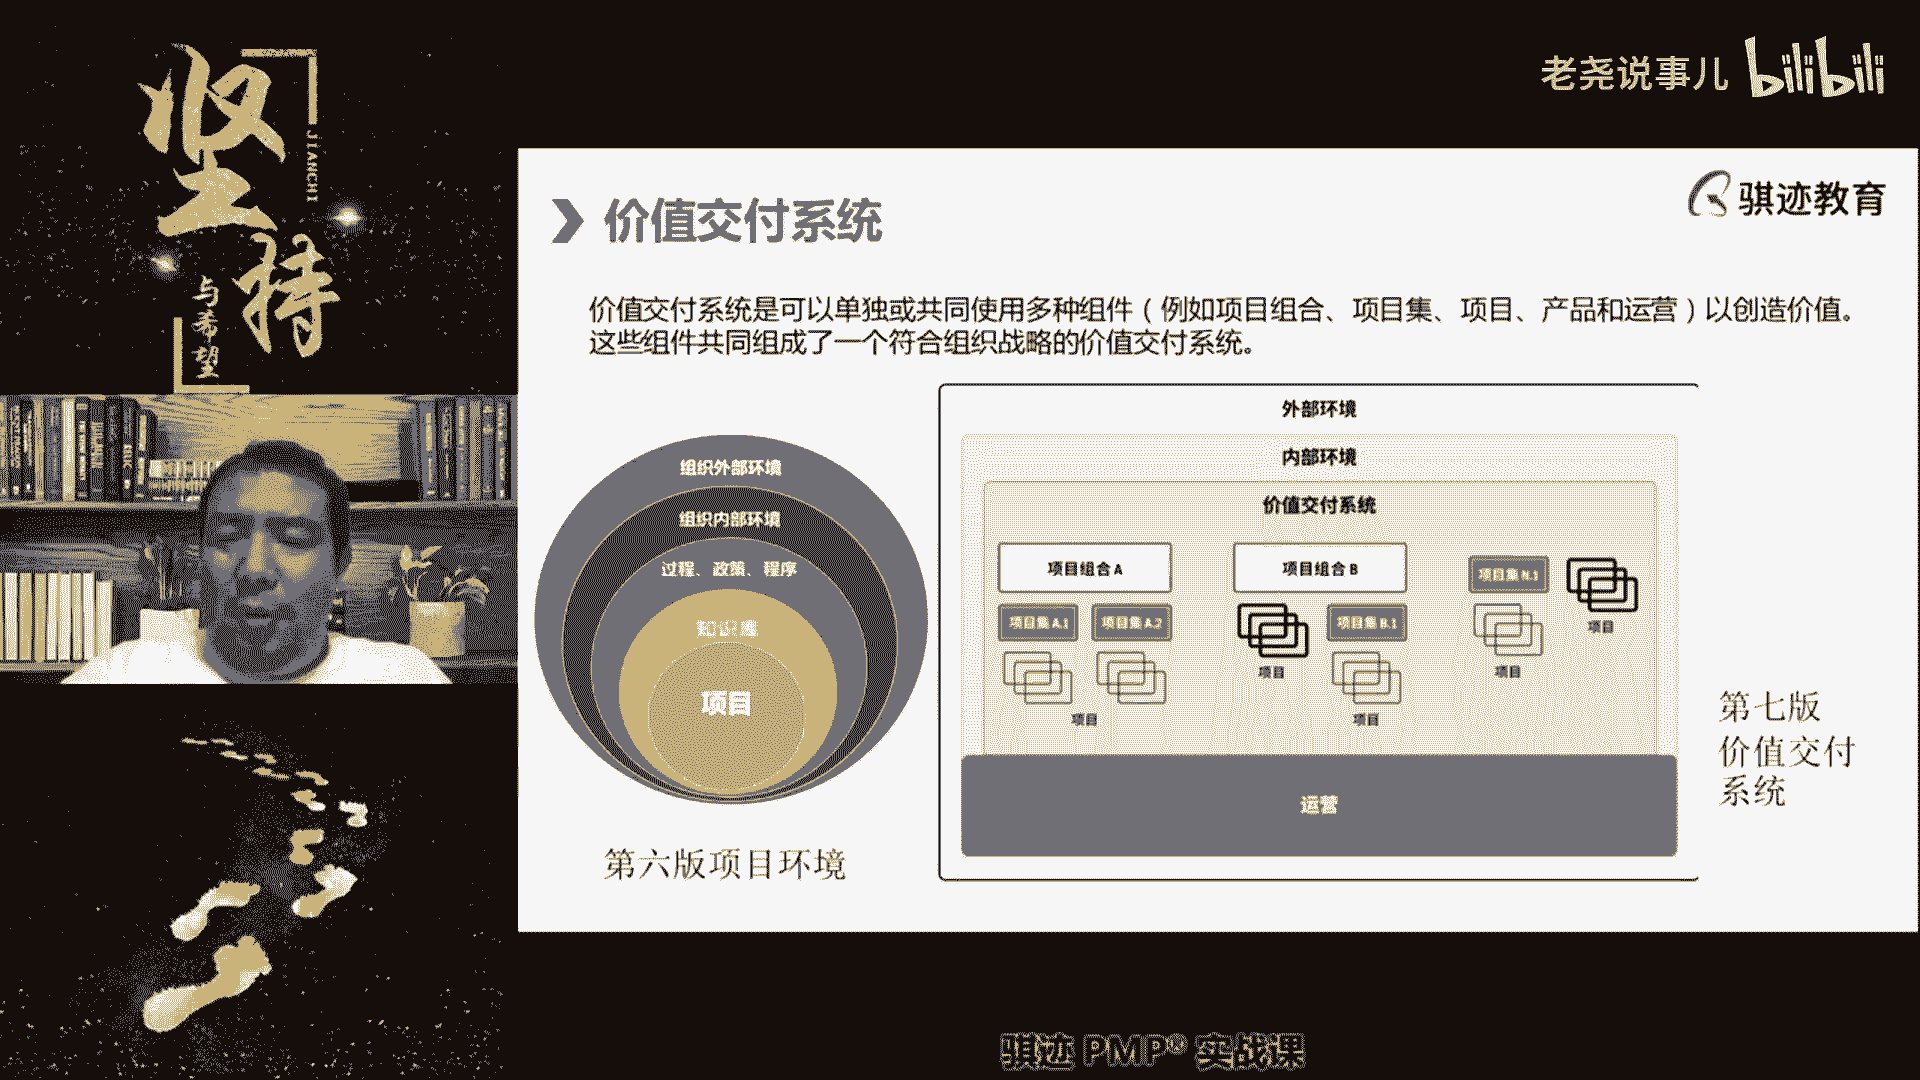 坚持
JIANCHI
与希望
老尧说事儿 bilibili
骐迹教育
价值交付系统
价值交付系统是可以单独或共同使用多种组件（例如项目组合、项目集、项目、产品和运营）以创造价值。
这些组件共同组成了一个符合组织战略的价值交付系统。
组织外部环境
组织内部环境
过程、政策、程序
知识库
项目
第六版项目环境
外部环境
内部环境
价值交付系统
项目组合 A
项目组合 B
项目集 N.1
项目
项目集 A.1
项目集 A.2
项目集 B.1
项目
项目
项目
项目
运营
第七版
价值交付
系统
骐迹 PMP® 实战课